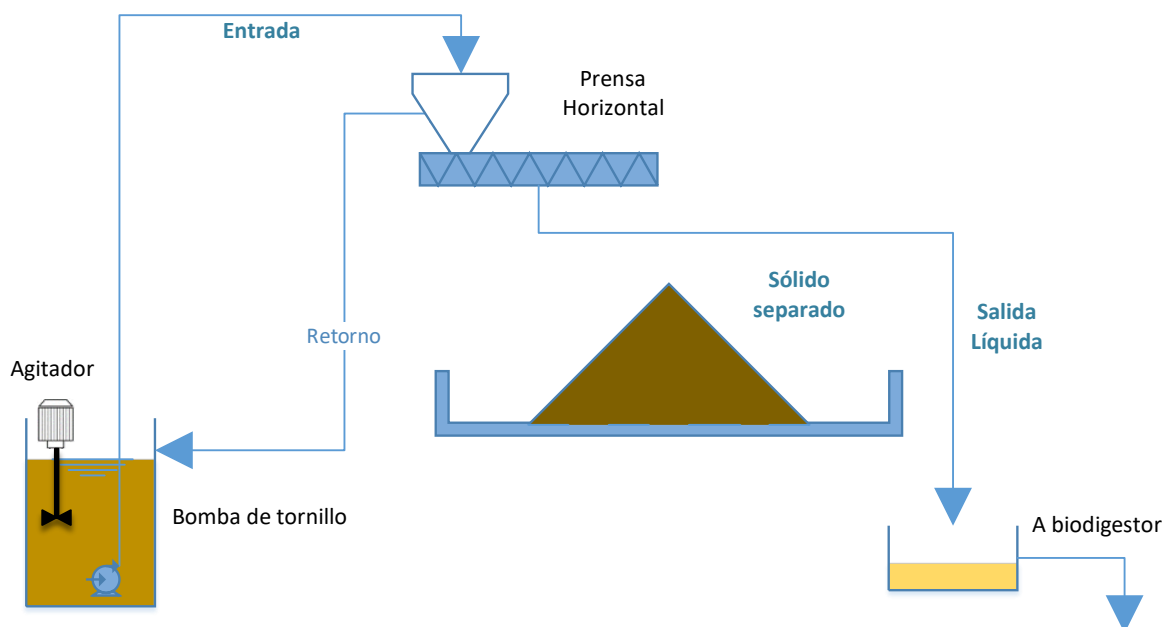 Entrada
Prensa
Horizontal
Sólido
separado
Salida
Líquida
Retorno
Agitador
Bomba de tornillo
A biodigestor